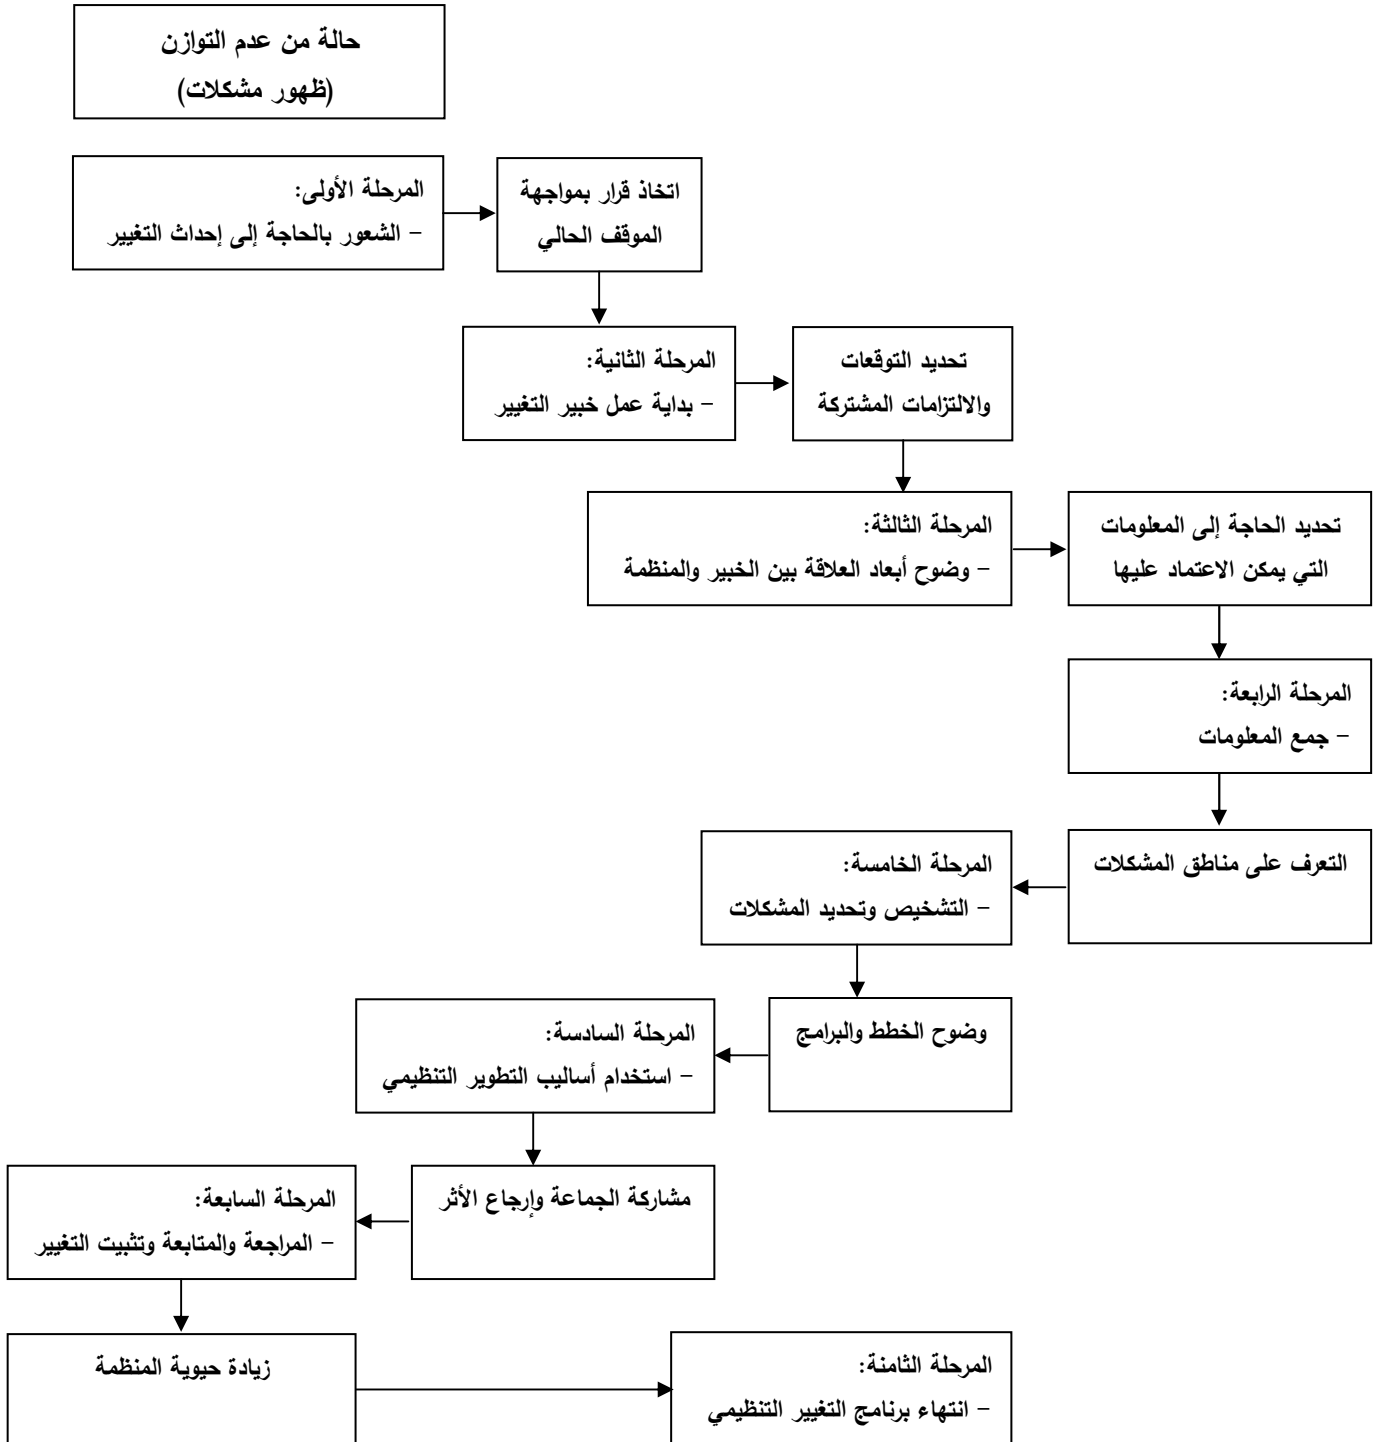 حالة من عدم التوازن
(ظهور مشكلات)
المرحلة الأولى:
- الشعور بالحاجة إلى إحداث التغيير
اتخاذ قرار بمواجهة
الموقف الحالي
المرحلة الثانية:
- بداية عمل خبير التغيير
تحديد التوقعات
والالتزامات المشتركة
المرحلة الثالثة:
- وضوح أبعاد العلاقة بين الخبير والمنظمة
تحديد الحاجة إلى المعلومات
التي يمكن الاعتماد عليها
المرحلة الرابعة:
- جمع المعلومات
التعرف على مناطق المشكلات
المرحلة الخامسة:
- التشخيص وتحديد المشكلات
وضوح الخطط والبرامج
المرحلة السادسة:
- استخدام أساليب التطوير التنظيمي
مشاركة الجماعة وإرجاع الأثر
المرحلة السابعة:
- المراجعة والمتابعة وتثبيت التغيير
زيادة حيوية المنظمة
المرحلة الثامنة:
- انتهاء برنامج التغيير التنظيمي